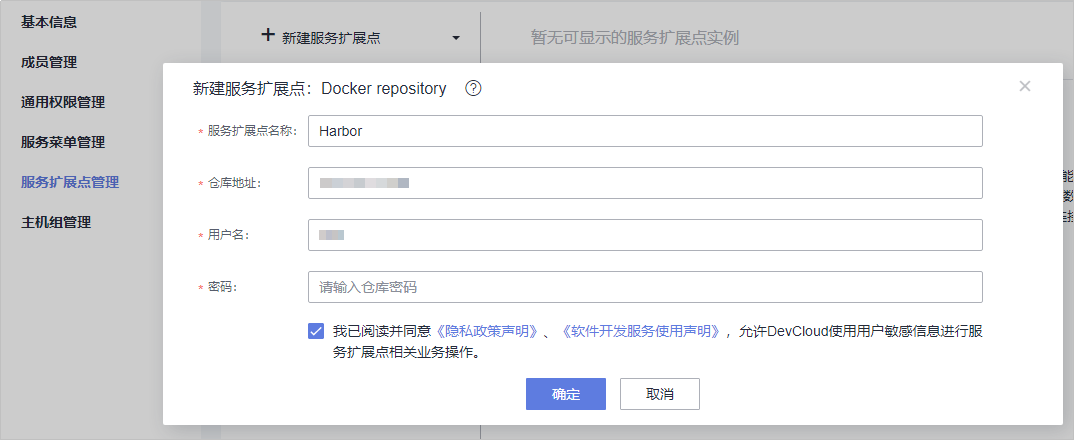 基本信息
成员管理
通用权限管理
服务菜单管理
服务扩展点管理
主机组管理
+ 新建服务扩展点
暂无可显示的服务扩展点实例
新建服务扩展点：Docker repository ?
* 服务扩展点名称： Harbor
* 仓库地址：
* 用户名：
* 密码： 请输入仓库密码
我已阅读并同意《隐私政策声明》、《软件开发服务使用声明》，允许DevCloud使用用户敏感信息进行服
务扩展点相关业务操作。
确定 取消
能
数